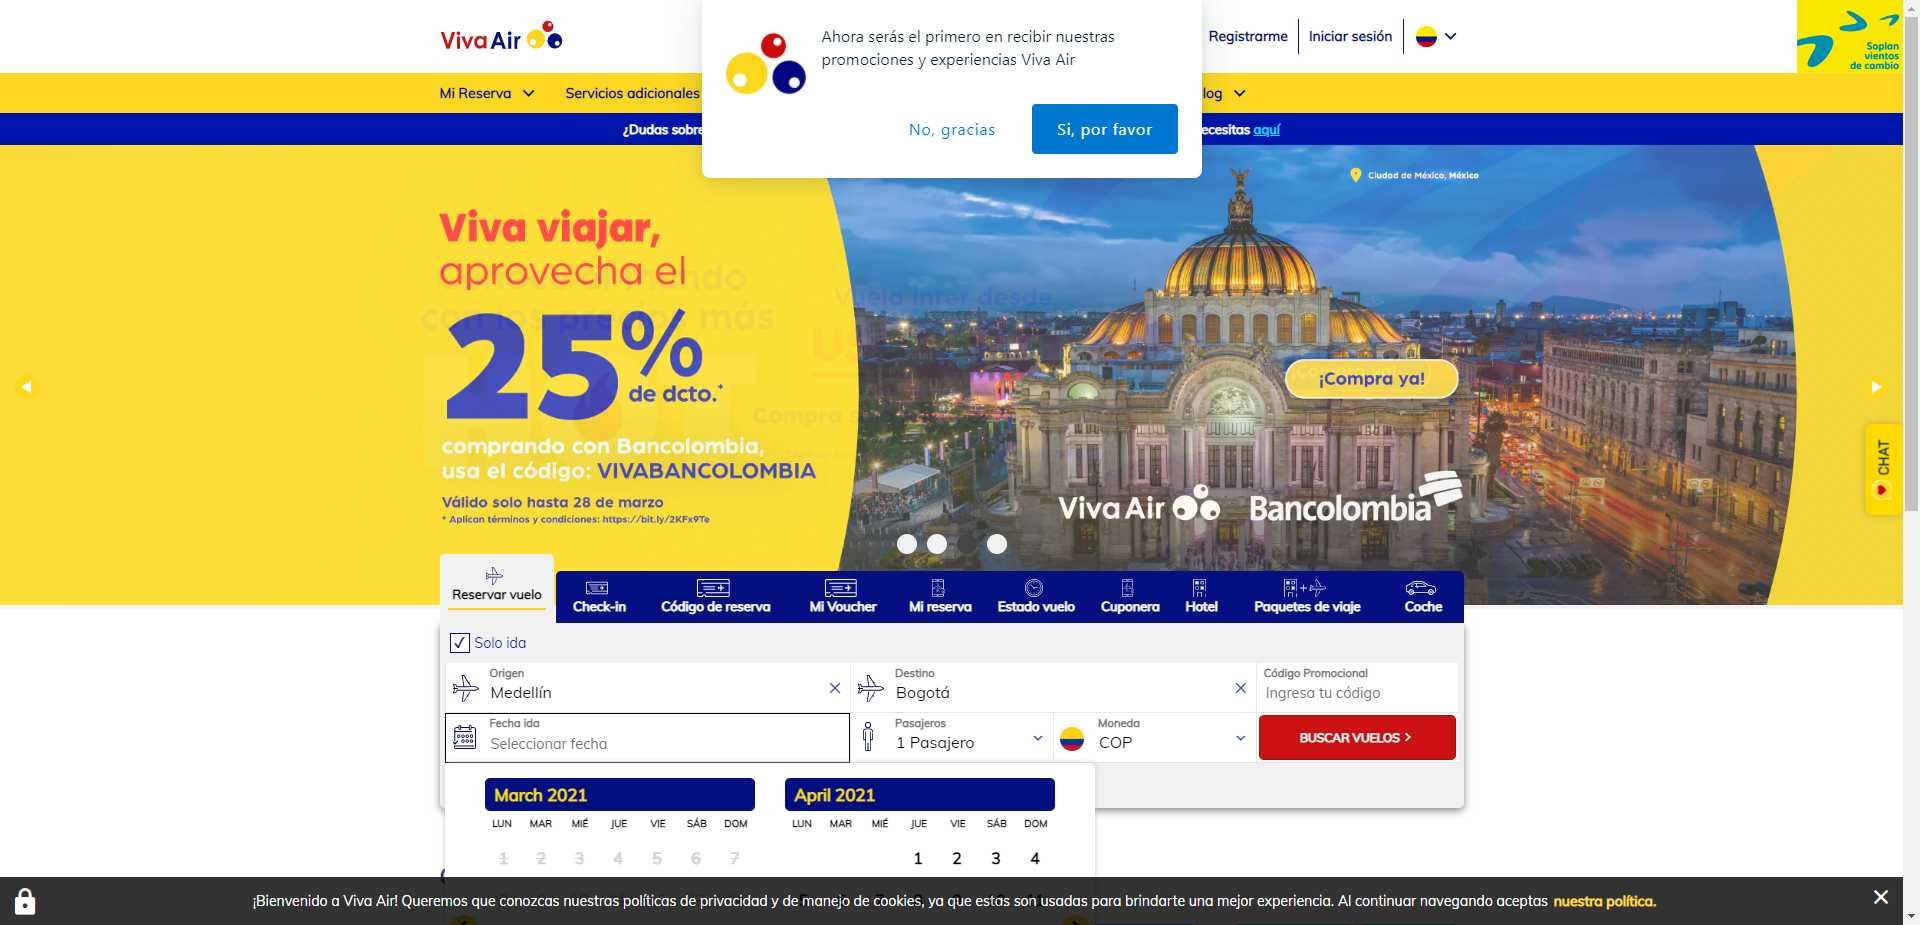 Viva Air
Ahora serás el primero en recibir nuestras
promociones y experiencias Viva Air
No, gracias
Si, por favor
Registrarme
Iniciar sesión
Soplan
vientos
de cambio
Mi Reserva
Servicios adicionales
log
¿Dudas sobre
ecesitas aquí
Ciudad de México, México
Viva viajar,
aprovecha el
25%
de dcto.*
comprando con Bancolombia,
usa el código: VIVABANCOLOMBIA
Válido solo hasta 28 de marzo
* Aplican términos y condiciones: https://bit.ly/2KFx9Te
con los precios más
Vuela inter desde
¡Compra ya!
Viva Air
Bancolombia
CHAT
Reservar vuelo
Check-in
Código de reserva
Mi Voucher
Mi reserva
Estado vuelo
Cuponera
Hotel
Paquetes de viaje
Coche
Solo ida
Origen
Medellín
Destino
Bogotá
Código Promocional
Ingresa tu código
Fecha ida
Seleccionar fecha
Pasajeros
1 Pasajero
Moneda
COP
BUSCAR VUELOS >
March 2021
April 2021
LUN MAR MIÉ JUE VIE SÁB DOM
LUN MAR MIÉ JUE VIE SÁB DOM
1 2 3 4 5 6 7
1 2 3 4
¡Bienvenido a Viva Air! Queremos que conozcas nuestras políticas de privacidad y de manejo de cookies, ya que estas son usadas para brindarte una mejor experiencia. Al continuar navegando aceptas nuestra política.